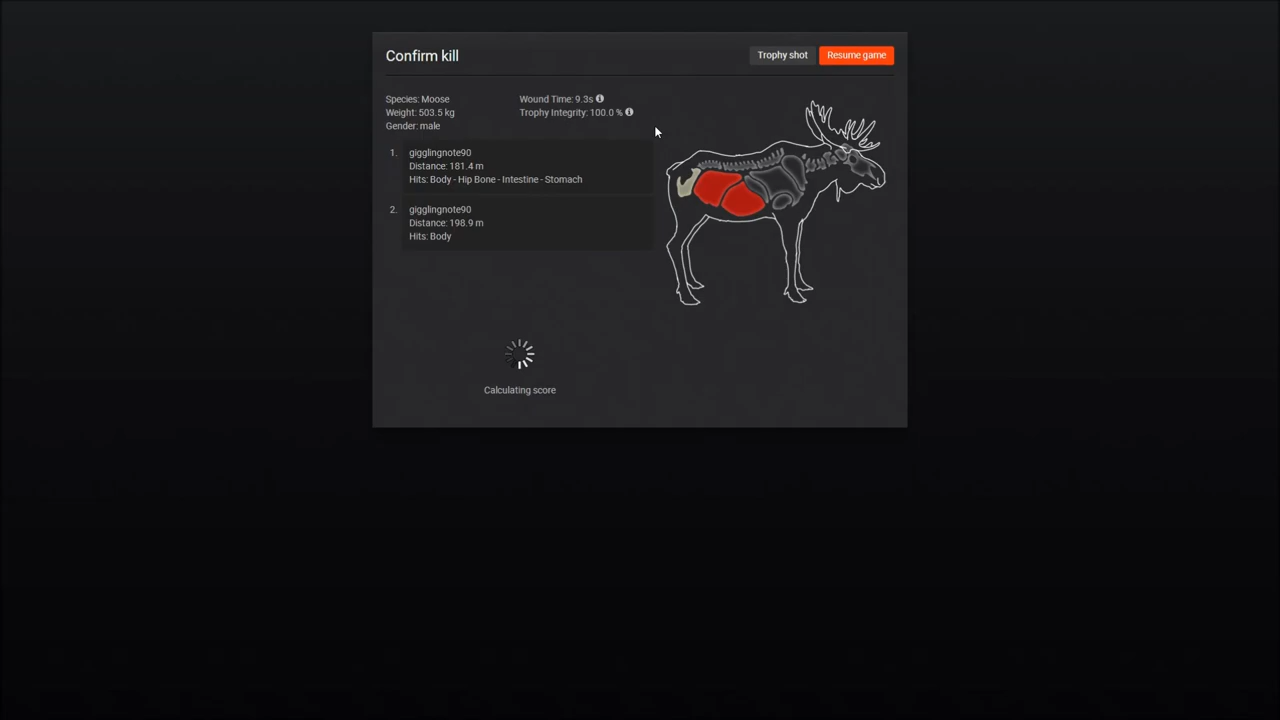 Confirm kill
Trophy shot
Resume game
Species: Moose
Weight: 503.5 kg
Gender: male
Wound Time: 9.3s
Trophy Integrity: 100.0 %
1.
gigglingnote90
Distance: 181.4 m
Hits: Body - Hip Bone - Intestine - Stomach
2.
gigglingnote90
Distance: 198.9 m
Hits: Body
Calculating score